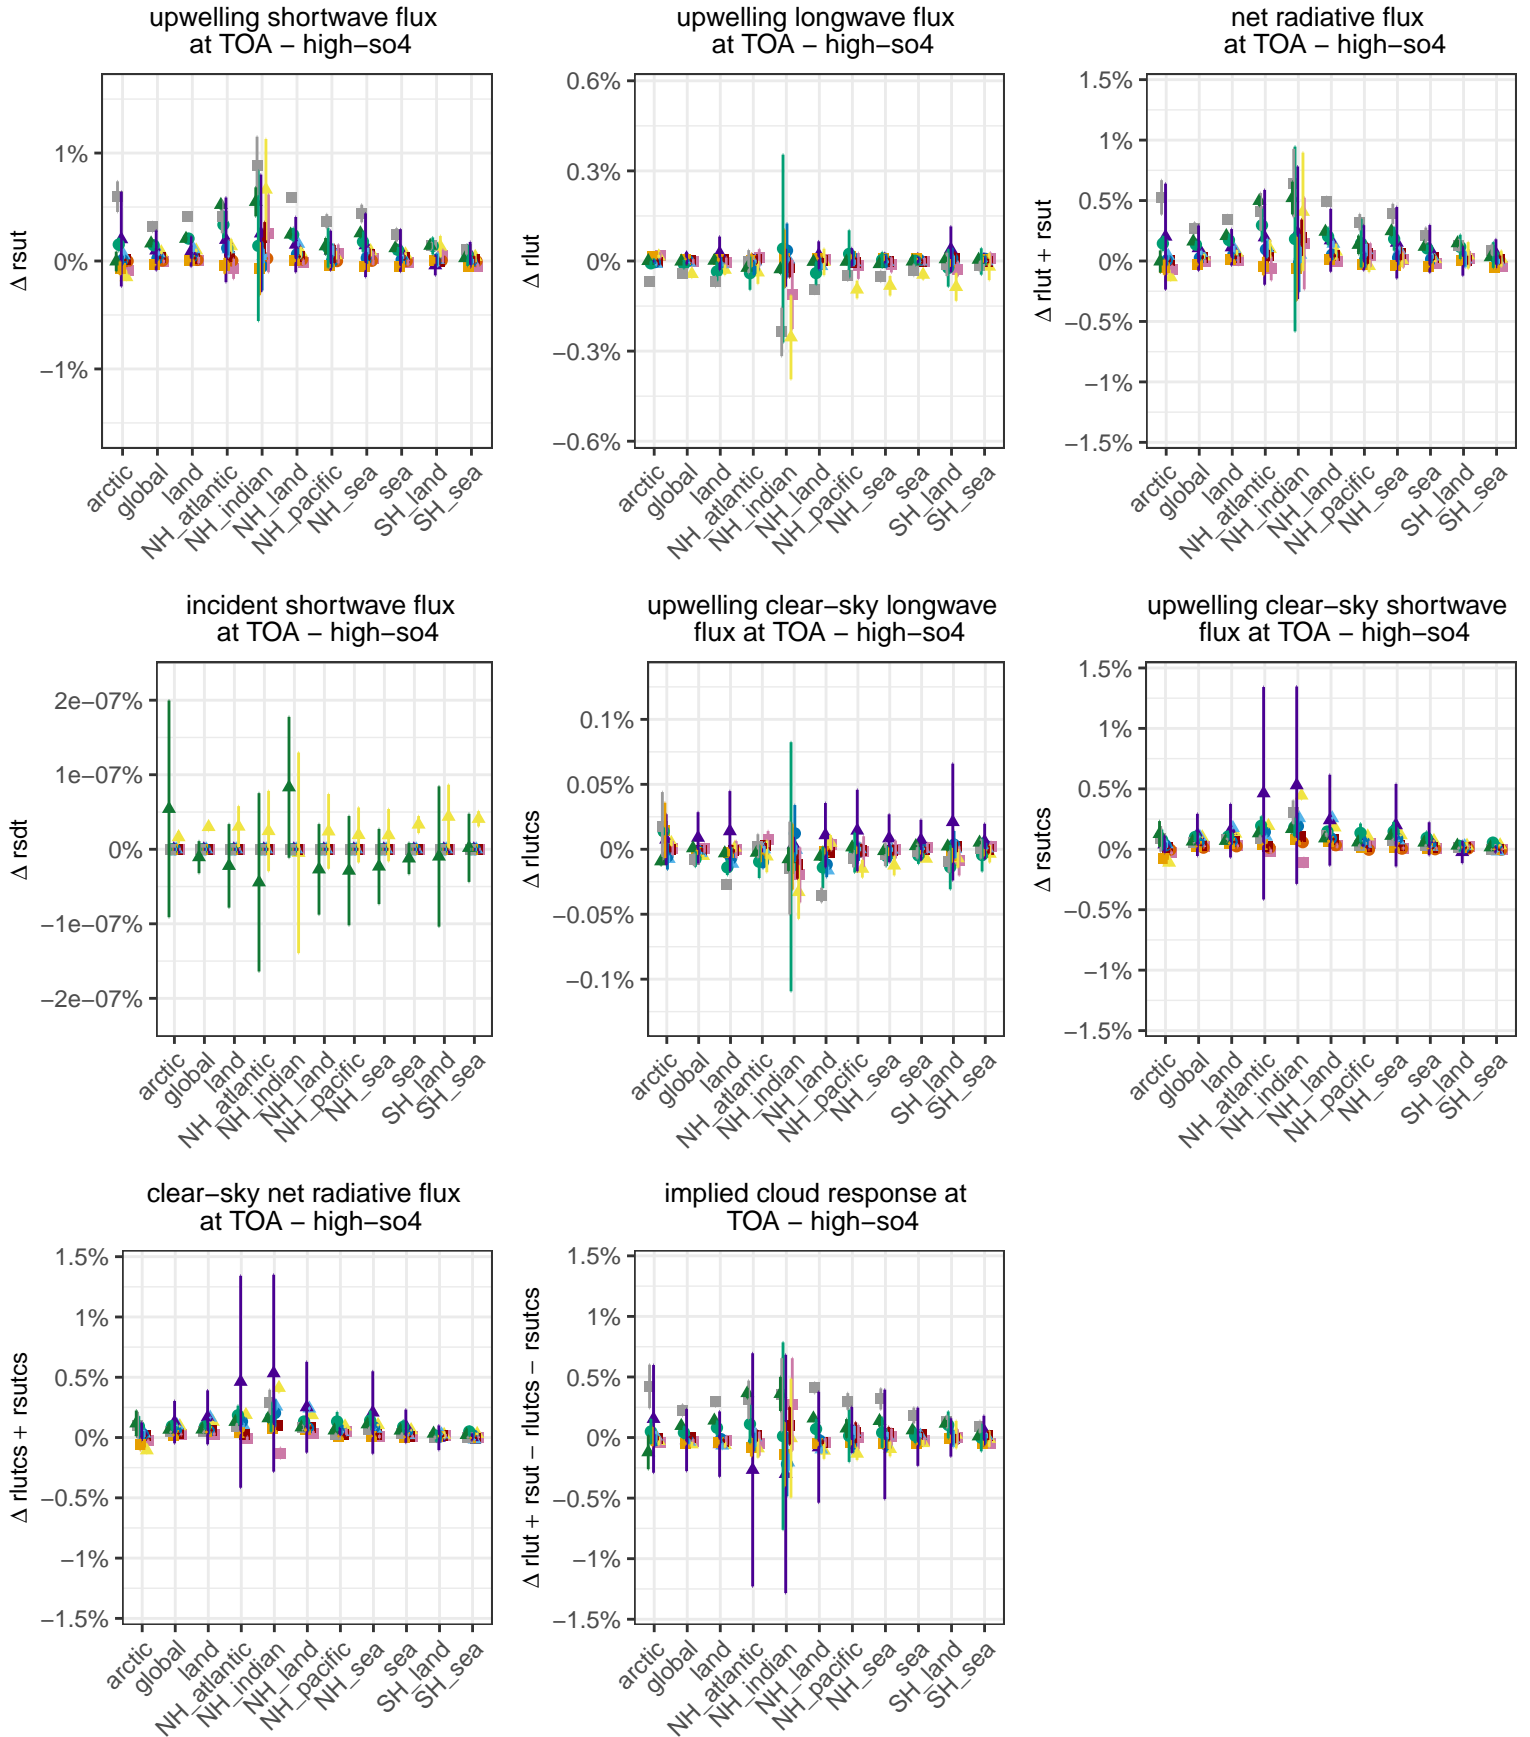 upwelling shortwave flux
at TOA − high−so4
Δ rsut
1%
0%
−1%
arctic
global
land
NH_atlantic
NH_indian
NH_land
NH_pacific
NH_sea
sea
SH_land
SH_sea
upwelling longwave flux
at TOA − high−so4
Δ rlut
0.6%
0.3%
0%
−0.3%
−0.6%
arctic
global
land
NH_atlantic
NH_indian
NH_land
NH_pacific
NH_sea
sea
SH_land
SH_sea
net radiative flux
at TOA − high−so4
Δ rlut + rsut
1.5%
1%
0.5%
0%
−0.5%
−1%
−1.5%
arctic
global
land
NH_atlantic
NH_indian
NH_land
NH_pacific
NH_sea
sea
SH_land
SH_sea
incident shortwave flux
at TOA − high−so4
Δ rsdt
2e−07%
1e−07%
0%
−1e−07%
−2e−07%
arctic
global
land
NH_atlantic
NH_indian
NH_land
NH_pacific
NH_sea
sea
SH_land
SH_sea
upwelling clear−sky longwave
flux at TOA − high−so4
Δ rlutcs
0.1%
0.05%
0%
−0.05%
−0.1%
arctic
global
land
NH_atlantic
NH_indian
NH_land
NH_pacific
NH_sea
sea
SH_land
SH_sea
upwelling clear−sky shortwave
flux at TOA − high−so4
Δ rsutcs
1.5%
1%
0.5%
0%
−0.5%
−1%
−1.5%
arctic
global
land
NH_atlantic
NH_indian
NH_land
NH_pacific
NH_sea
sea
SH_land
SH_sea
clear−sky net radiative flux
at TOA − high−so4
Δ rlutcs + rsutcs
1.5%
1%
0.5%
0%
−0.5%
−1%
−1.5%
arctic
global
land
NH_atlantic
NH_indian
NH_land
NH_pacific
NH_sea
sea
SH_land
SH_sea
implied cloud response at
TOA − high−so4
Δ rlut + rsut − rlutcs − rsutcs
1.5%
1%
0.5%
0%
−0.5%
−1%
−1.5%
arctic
global
land
NH_atlantic
NH_indian
NH_land
NH_pacific
NH_sea
sea
SH_land
SH_sea